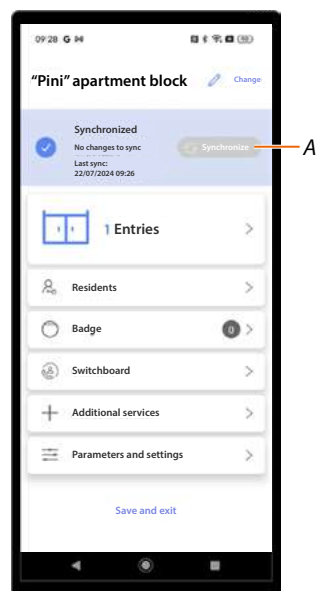 09:28 G
"Pini" apartment block Change
Synchronized
No changes to sync
Synchronize
Last sync:
22/07/2024 09:26
A
1 Entries
Residents
Badge 0
Switchboard
Additional services
Parameters and settings
Save and exit